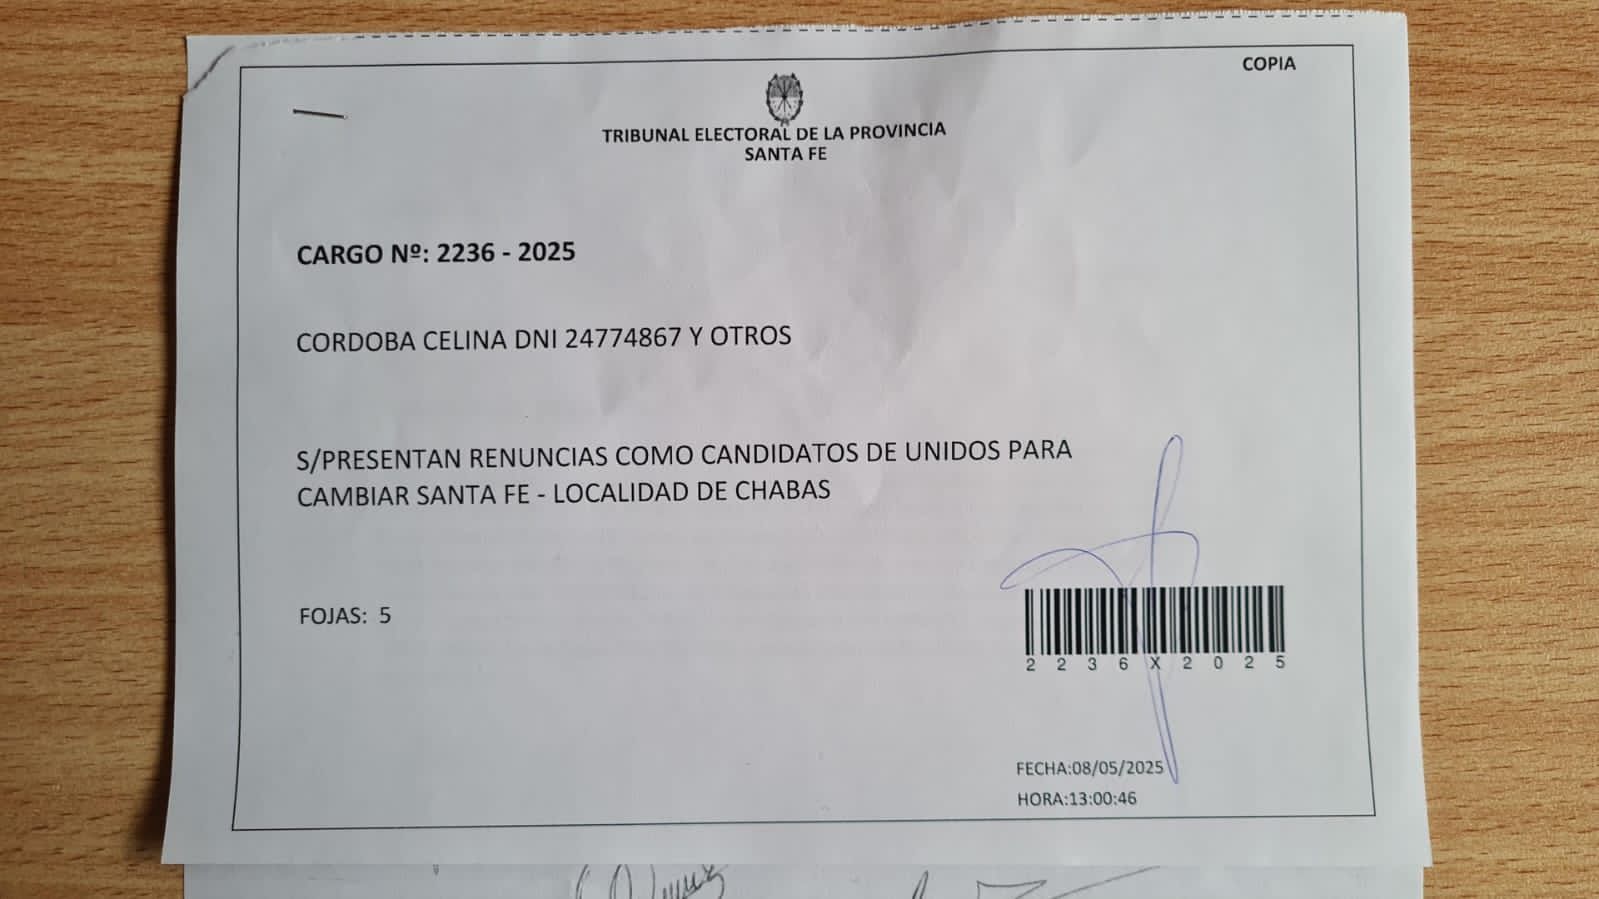 COPIA
TRIBUNAL ELECTORAL DE LA PROVINCIA
SANTA FE
CARGO Nº: 2236 - 2025
CORDOBA CELINA DNI 24774867 Y OTROS
S/PRESENTAN RENUNCIAS COMO CANDIDATOS DE UNIDOS PARA
CAMBIAR SANTA FE - LOCALIDAD DE CHABAS
FOJAS: 5
2 2 3 6 X 2 0 2 5
FECHA:08/05/2025
HORA:13:00:46